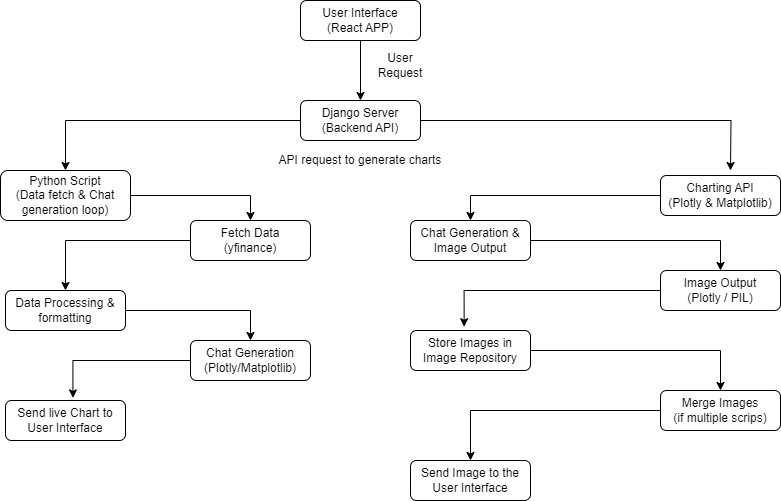 User Interface
(React APP)
User
Request
Django Server
(Backend API)
API request to generate charts
Python Script
(Data fetch & Chat
generation loop)
Fetch Data
(yfinance)
Data Processing &
formatting
Chat Generation
(Plotly/Matplotlib)
Send live Chart to
User Interface
Charting API
(Plotly & Matplotlib)
Chat Generation &
Image Output
Image Output
(Plotly / PIL)
Store Images in
Image Repository
Merge Images
(if multiple scrips)
Send Image to the
User Interface